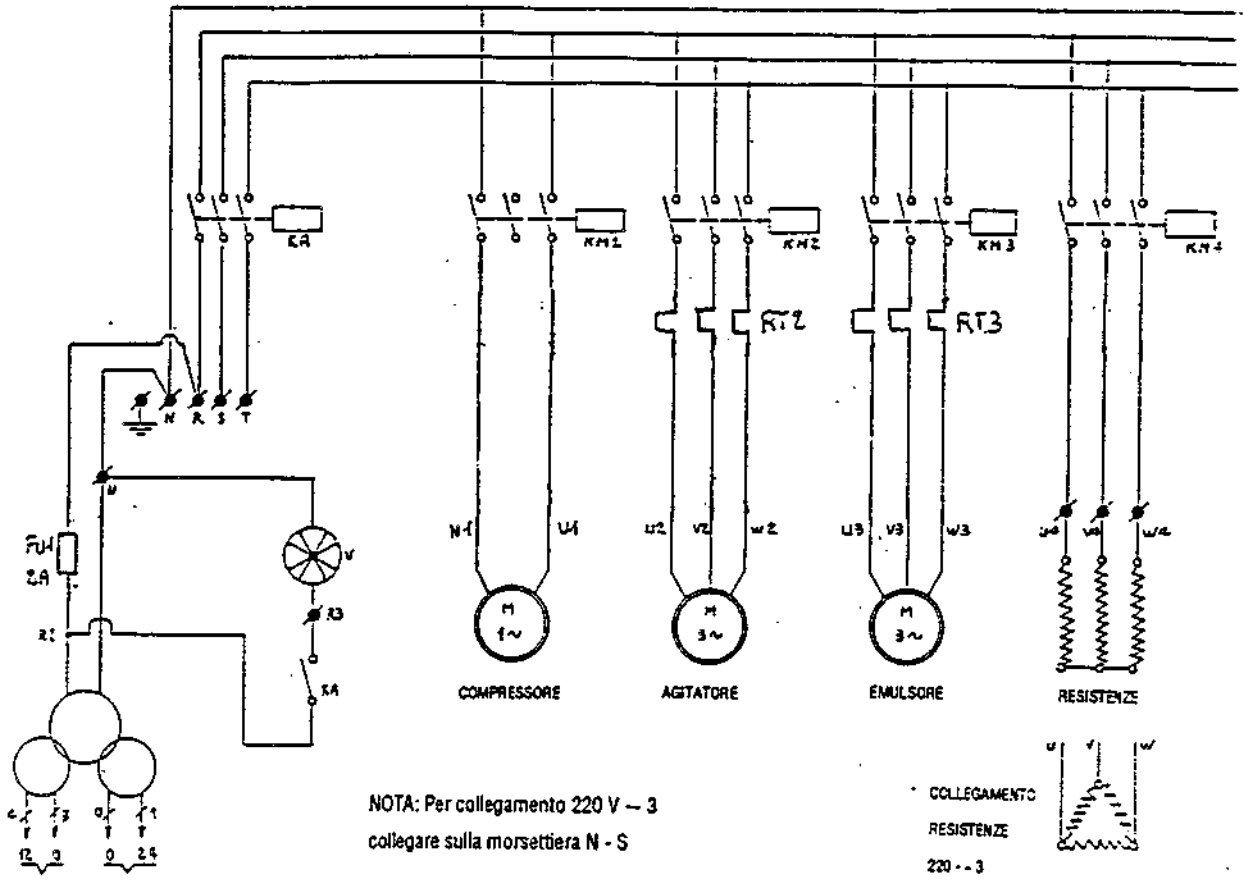 KA
KM1
KM2
KM3
RT2
RT3
N R S T
N
FU1
2A
V
R3
KA
N1 U1
U2 V2 W2
U3 V3 W3
M
1~
M
3~
M
3~
COMPRESSORE
AGITATORE
EMULSORE
RESISTENZE
U V W
12 0
0 24
NOTA: Per collegamento 220 V -- 3
collegare sulla morsettiera N - S
COLLEGAMENTO
RESISTENZE
220 -- 3